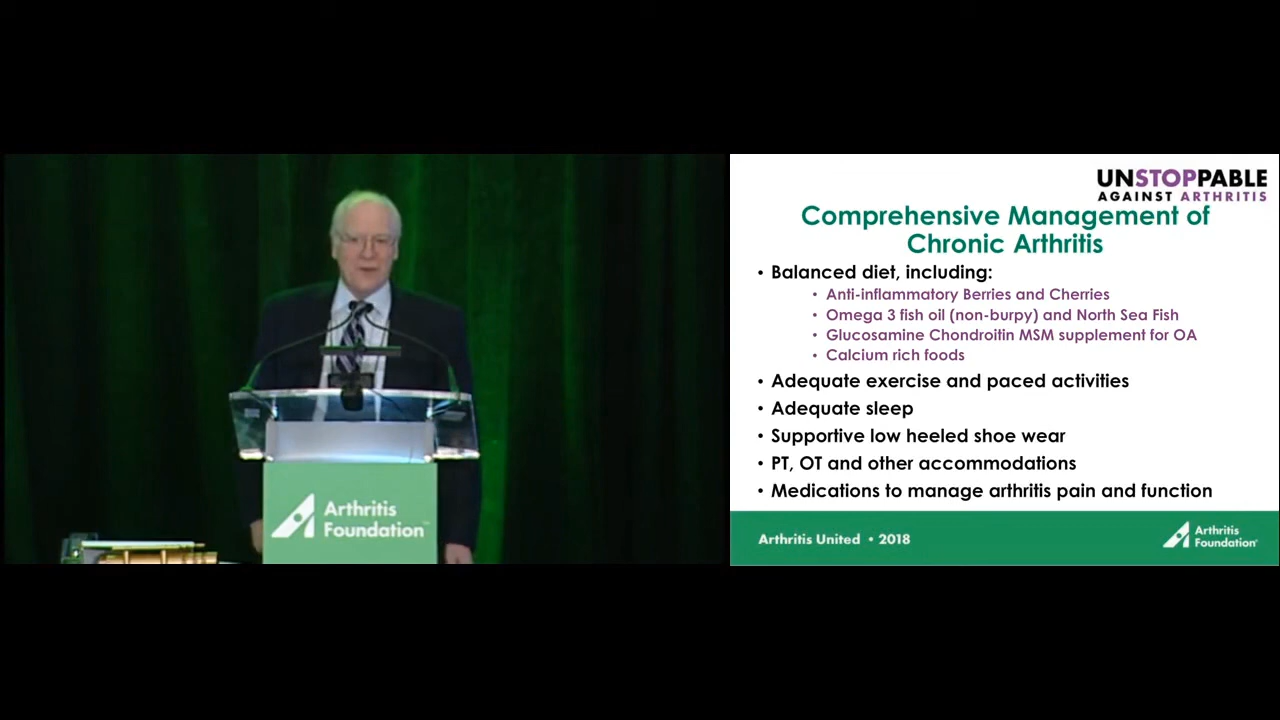 Arthritis
Foundation™
UNSTOPPABLE
AGAINST ARTHRITIS
Comprehensive Management of
Chronic Arthritis
• Balanced diet, including:
• Anti-inflammatory Berries and Cherries
• Omega 3 fish oil (non-burpy) and North Sea Fish
• Glucosamine Chondroitin MSM supplement for OA
• Calcium rich foods
• Adequate exercise and paced activities
• Adequate sleep
• Supportive low heeled shoe wear
• PT, OT and other accommodations
• Medications to manage arthritis pain and function
Arthritis United • 2018
Arthritis
Foundation®